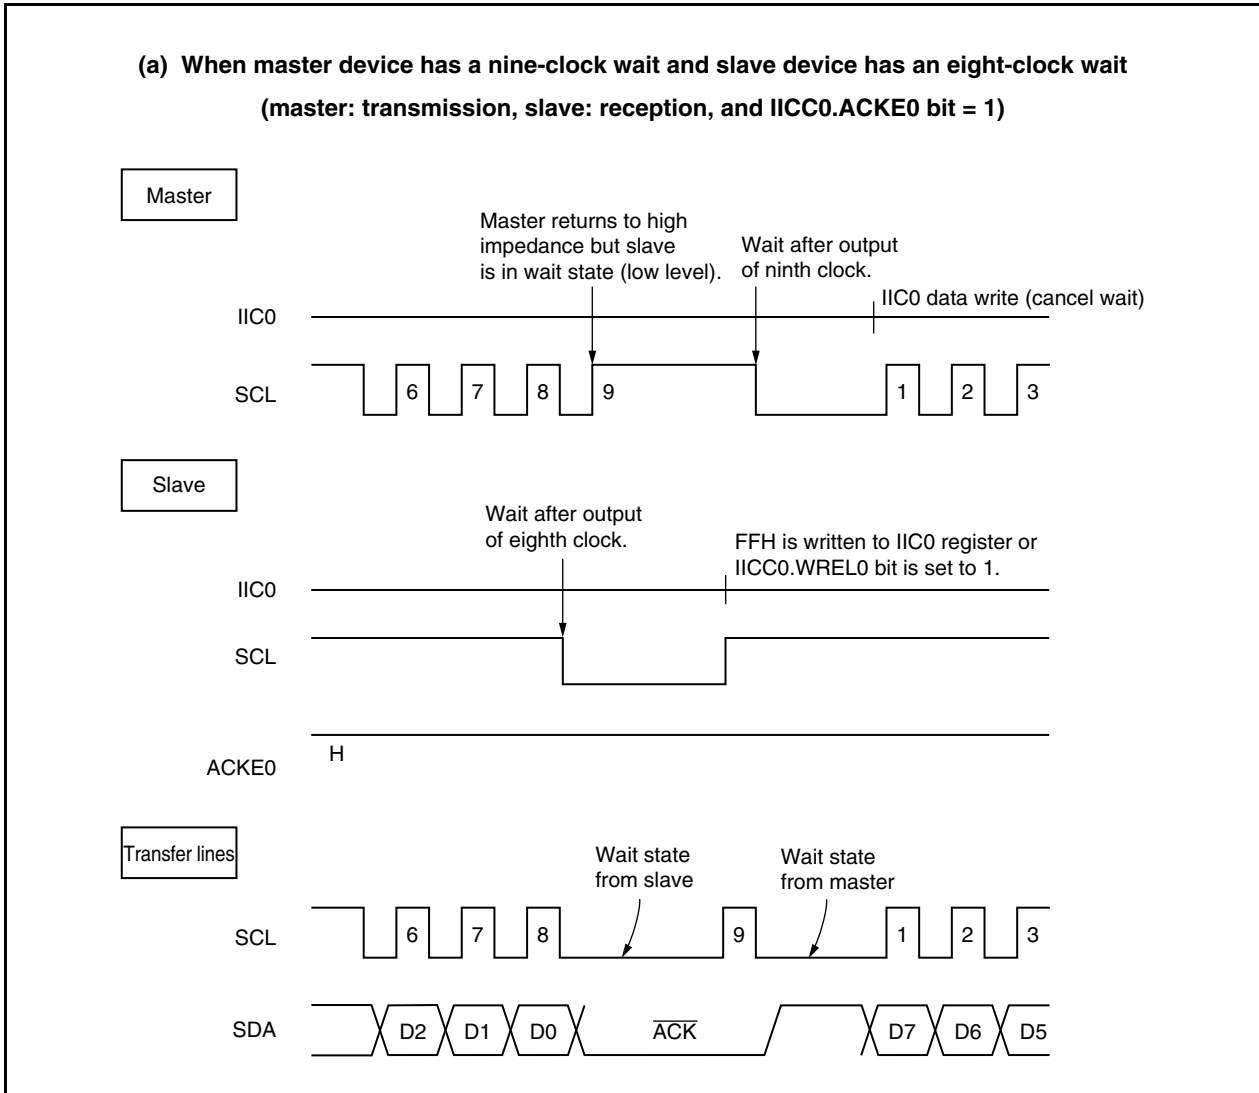 (a) When master device has a nine-clock wait and slave device has an eight-clock wait
(master: transmission, slave: reception, and IICC0.ACKE0 bit = 1)
Master
Master returns to high
impedance but slave
is in wait state (low level).
Wait after output
of ninth clock.
IIC0 data write (cancel wait)
IIC0
SCL
6 7 8 9 1 2 3
Slave
Wait after output
of eighth clock.
FFH is written to IIC0 register or
IICC0.WREL0 bit is set to 1.
IIC0
SCL
H
ACKE0
Transfer lines
Wait state
from slave
Wait state
from master
SCL
6 7 8 9 1 2 3
SDA
D2 D1 D0 ACK D7 D6 D5